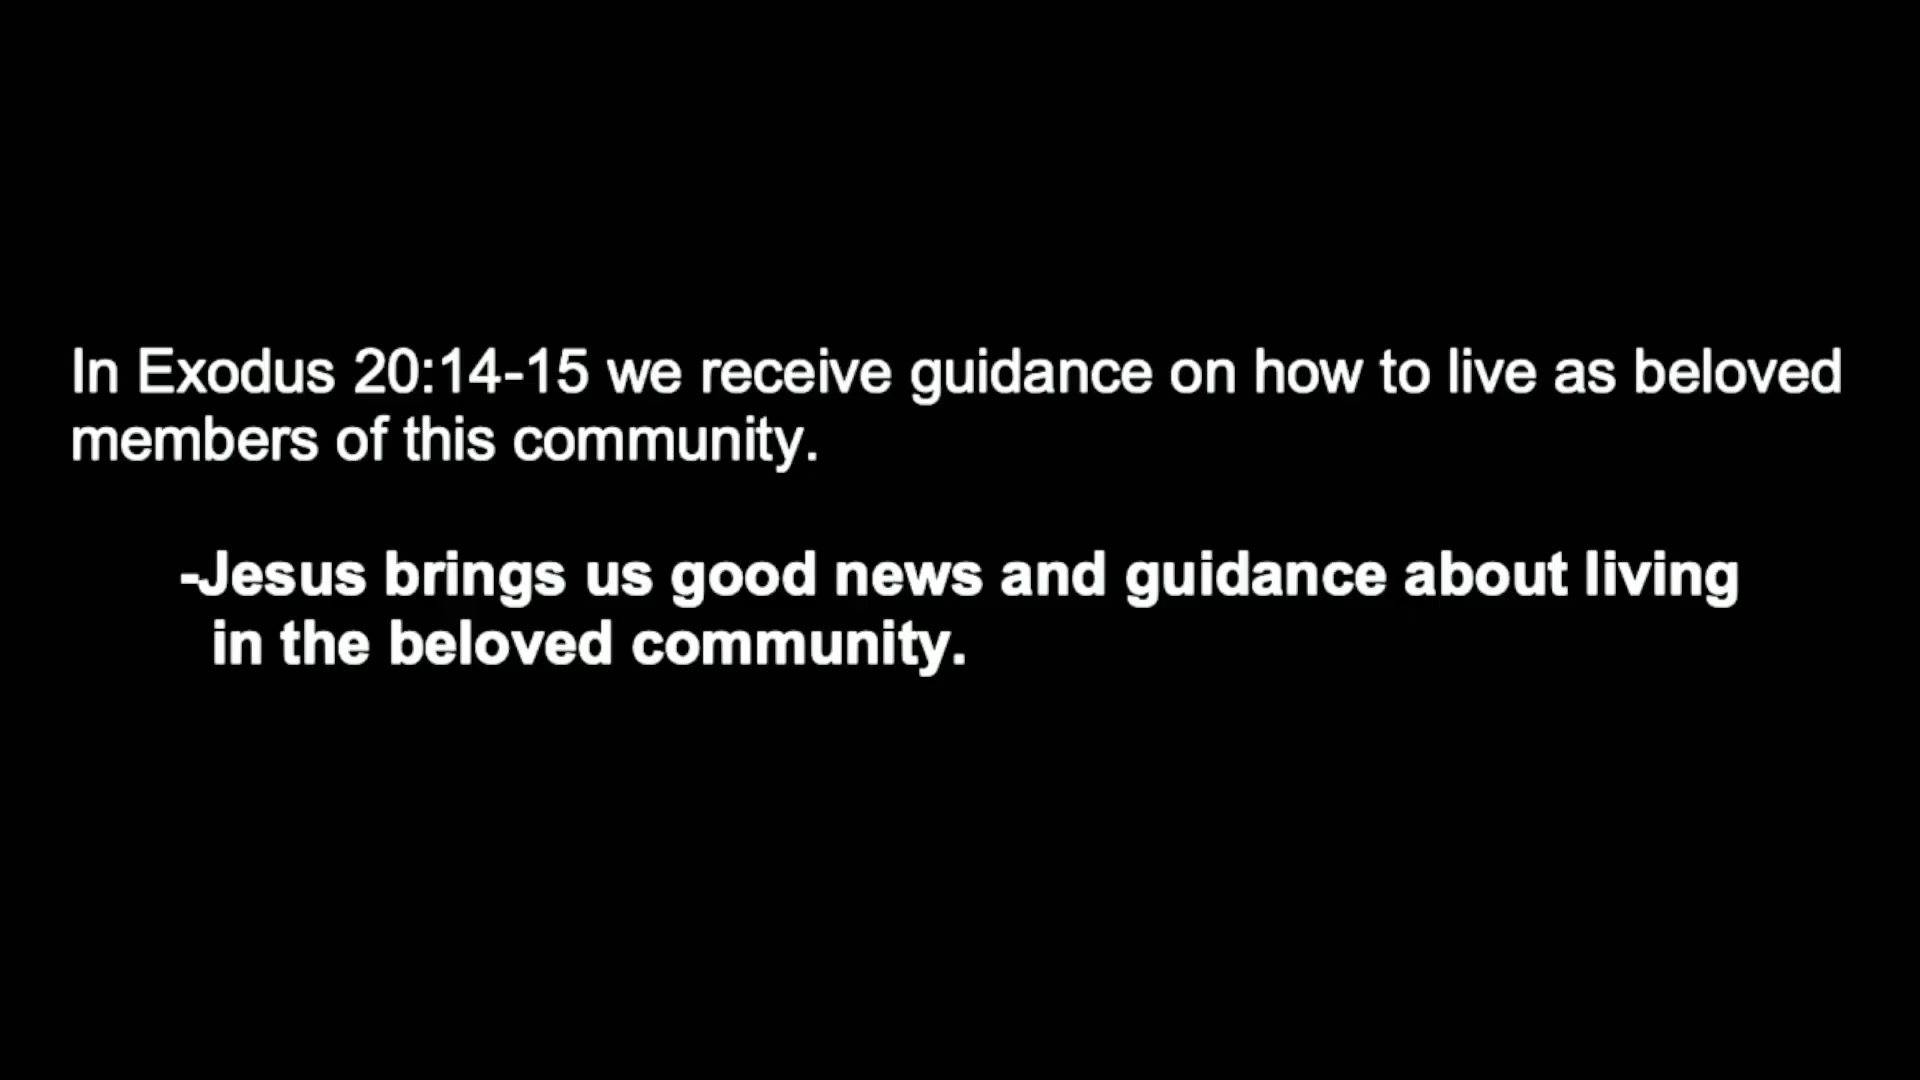 In Exodus 20:14-15 we receive guidance on how to live as beloved
members of this community.
-Jesus brings us good news and guidance about living
in the beloved community.